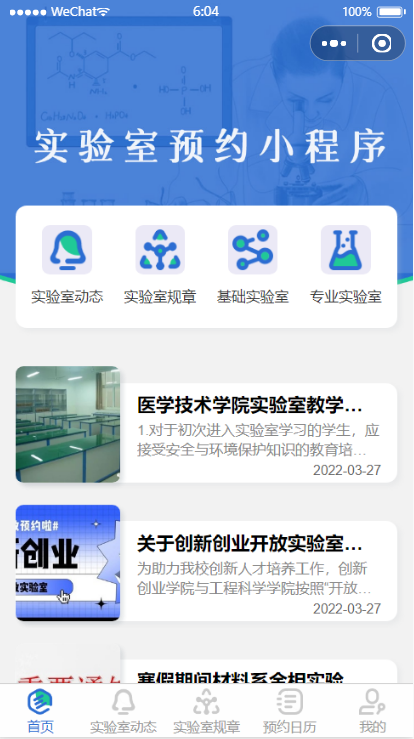 WeChat
6:04
100%
实验室预约小程序
实验室动态
实验室规章
基础实验室
专业实验室
医学技术学院实验室教学...
1.对于初次进入实验室学习的学生，应
接受安全与环境保护知识的教育培...
2022-03-27
放预约啦#
新创业
放实验室
关于创新创业开放实验室...
为助力我校创新人才培养工作，创新
创业学院与工程科学学院按照"开放...
2022-03-27
重要通知
寒假期间材料系金相实验...
首页
实验室动态
实验室规章
预约日历
我的